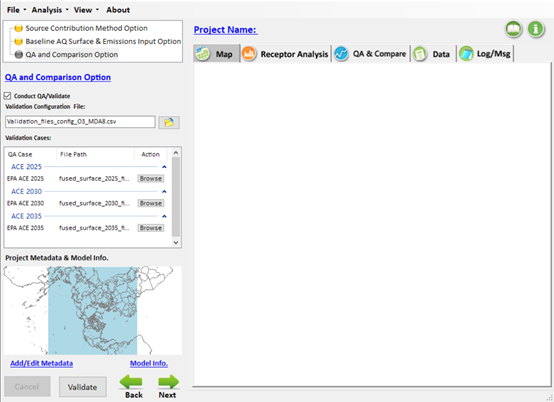 File Analysis View About
Source Contribution Method Option
Baseline AQ Surface & Emissions Input Option
QA and Comparison Option
QA and Comparison Option
Conduct QA/Validate
Validation Configuration File:
Validation_files_config_O3_MDA8.csv
Validation Cases:
QA Case File Path Action
ACE 2025
EPA ACE 2025 fused_surface_2025_fi... Browse
ACE 2030
EPA ACE 2030 fused_surface_2030_fi... Browse
ACE 2035
EPA ACE 2035 fused_surface_2035_fi... Browse
Project Metadata & Model Info.
Add/Edit Metadata Model Info.
Cancel Validate Back Next
Project Name:
Map Receptor Analysis QA & Compare Data Log/Msg